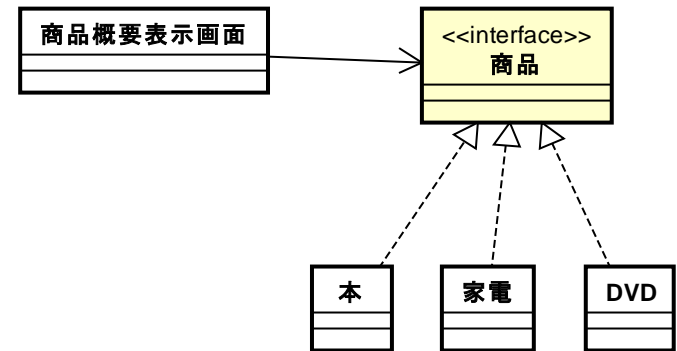 商品概要表示画面
<<interface>>
商品
本
家電
DVD